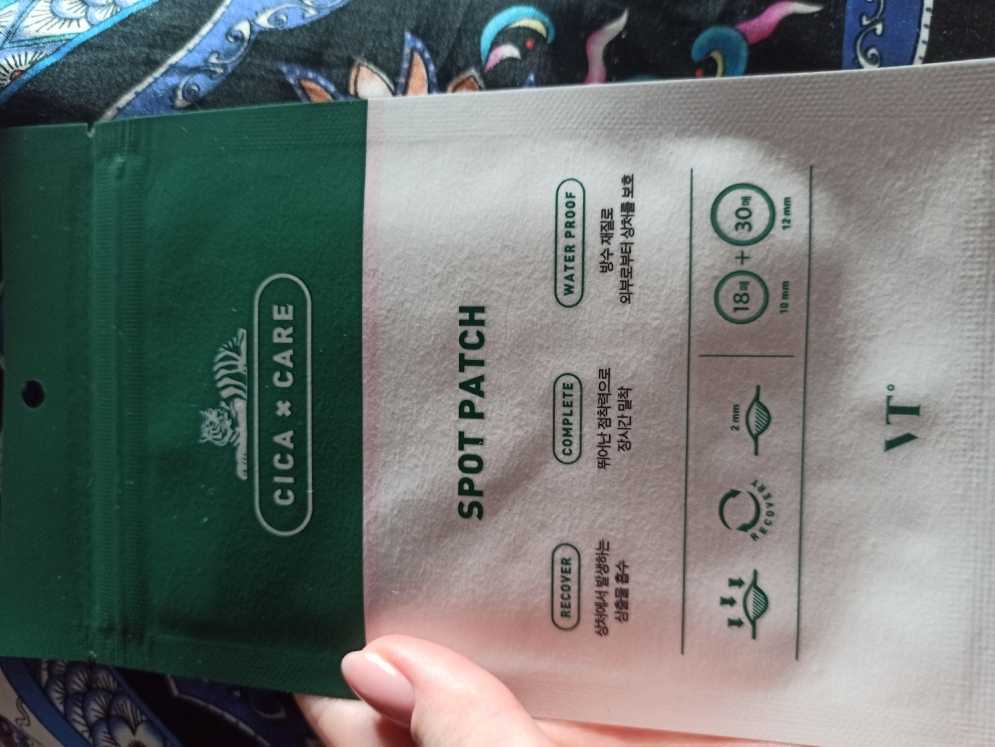 CICA × CARE
SPOT PATCH
RECOVER
상처에서 발생하는
삼출물 흡수
COMPLETE
뛰어난 점착력으로
장시간 밀착
WATER PROOF
방수 재질로
외부로부터 상처를 보호
RECOVERY
2 mm
18매 + 30매
10 mm
12 mm
VT°